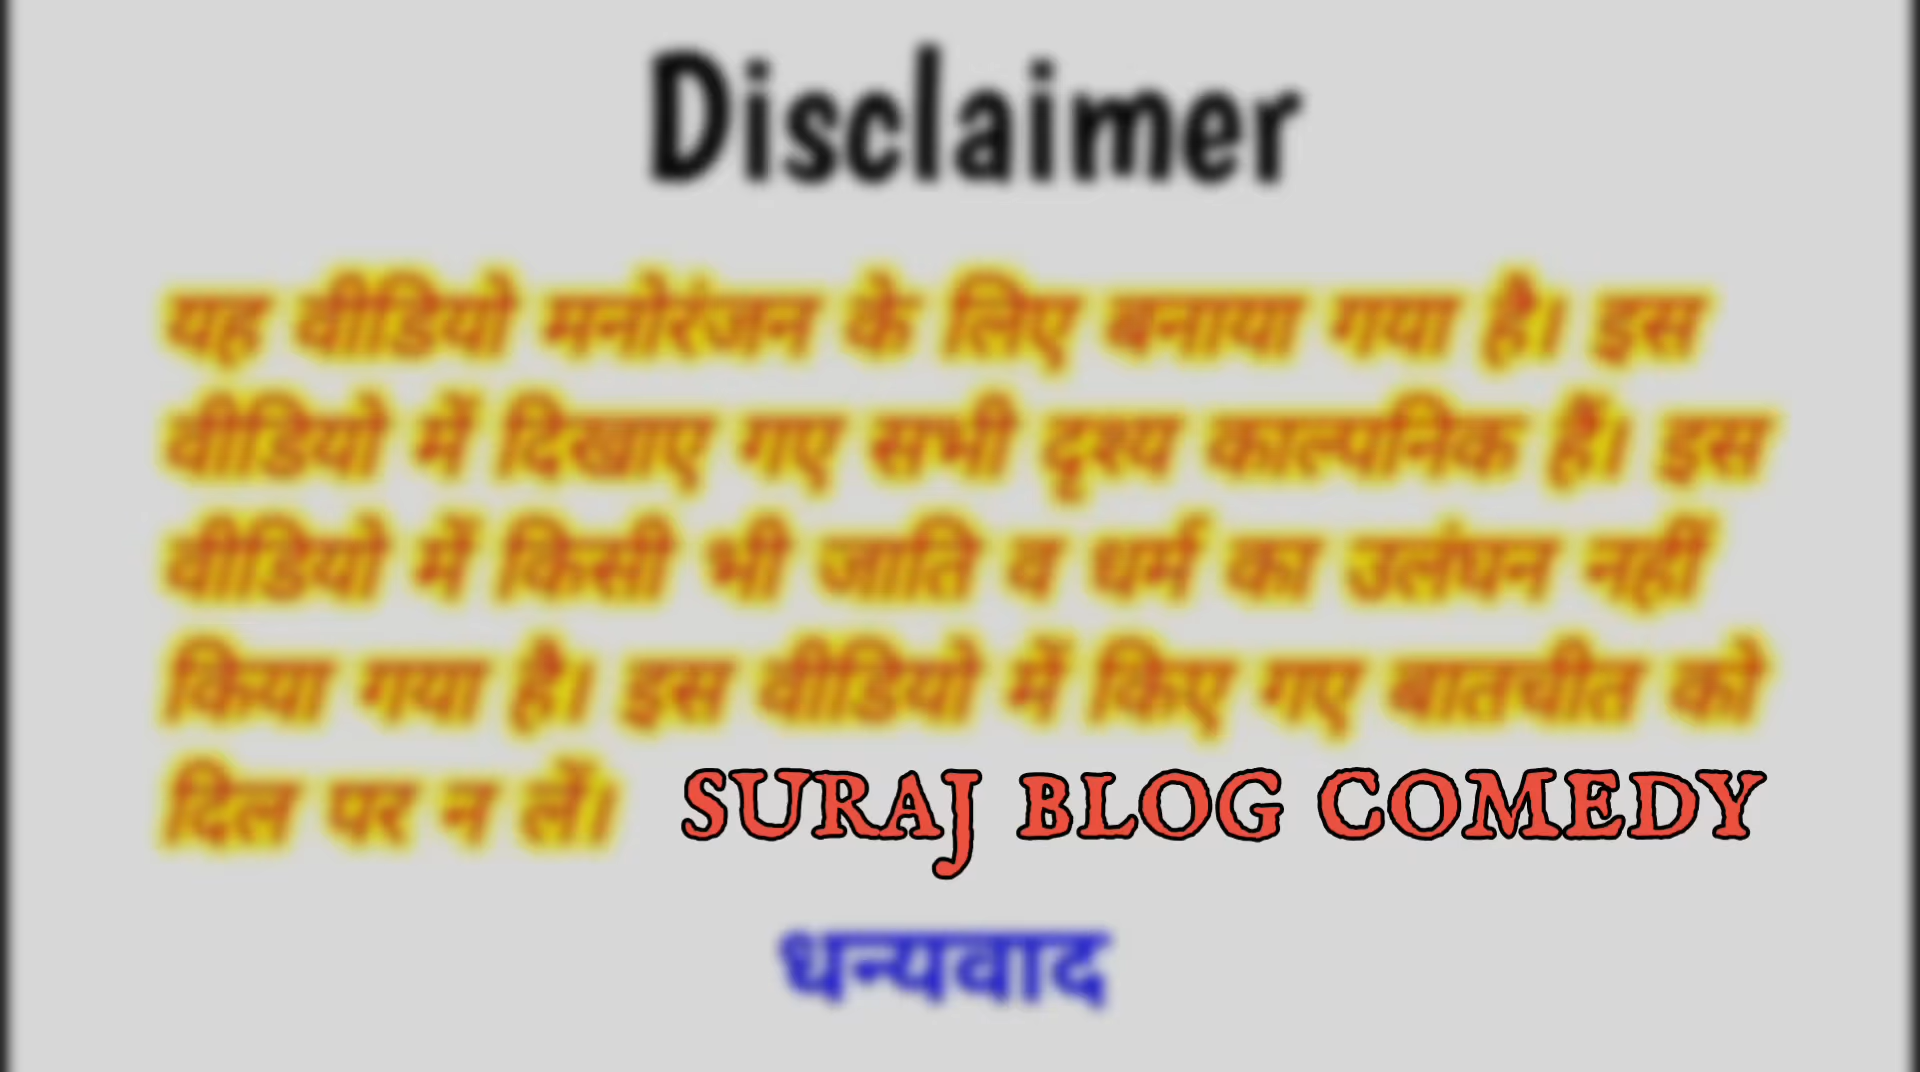 Disclaimer
यह वीडियो मनोरंजन के लिए बनाया गया है। इस
वीडियो में दिखाए गए सभी दृश्य काल्पनिक हैं। इस
वीडियो में किसी भी जाति व धर्म का उलंघन नहीं
किया गया है। इस वीडियो में किए गए बातचीत को
दिल पर न लें। SURAJ BLOG COMEDY
धन्यवाद